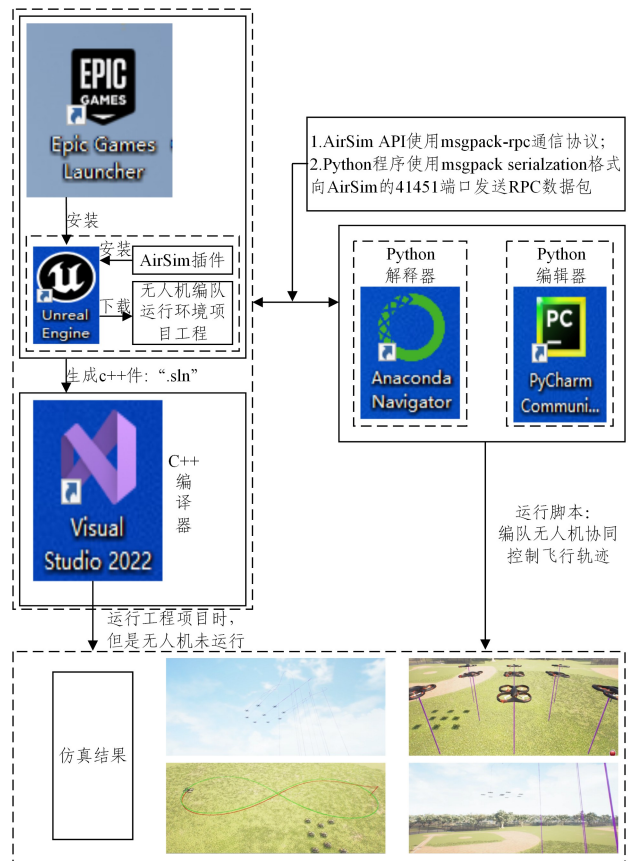 EPIC
GAMES
Epic Games
Launcher
安装
安装
AirSim插件
Unreal
Engine
下载
无人机编队
运行环境项
目工程
生成c++件：“.sln”
Visual
Studio 2022
C++
编
译
器
运行工程项目时，
但是无人机未运行
1.AirSim API使用msgpack-rpc通信协议；
2.Python程序使用msgpack serialzation格式
向AirSim的41451端口发送RPC数据包
Python
解释器
Anaconda
Navigator
Python
编辑器
PC
PyCharm
Communi...
运行脚本：
编队无人机协同
控制飞行轨迹
仿真结果